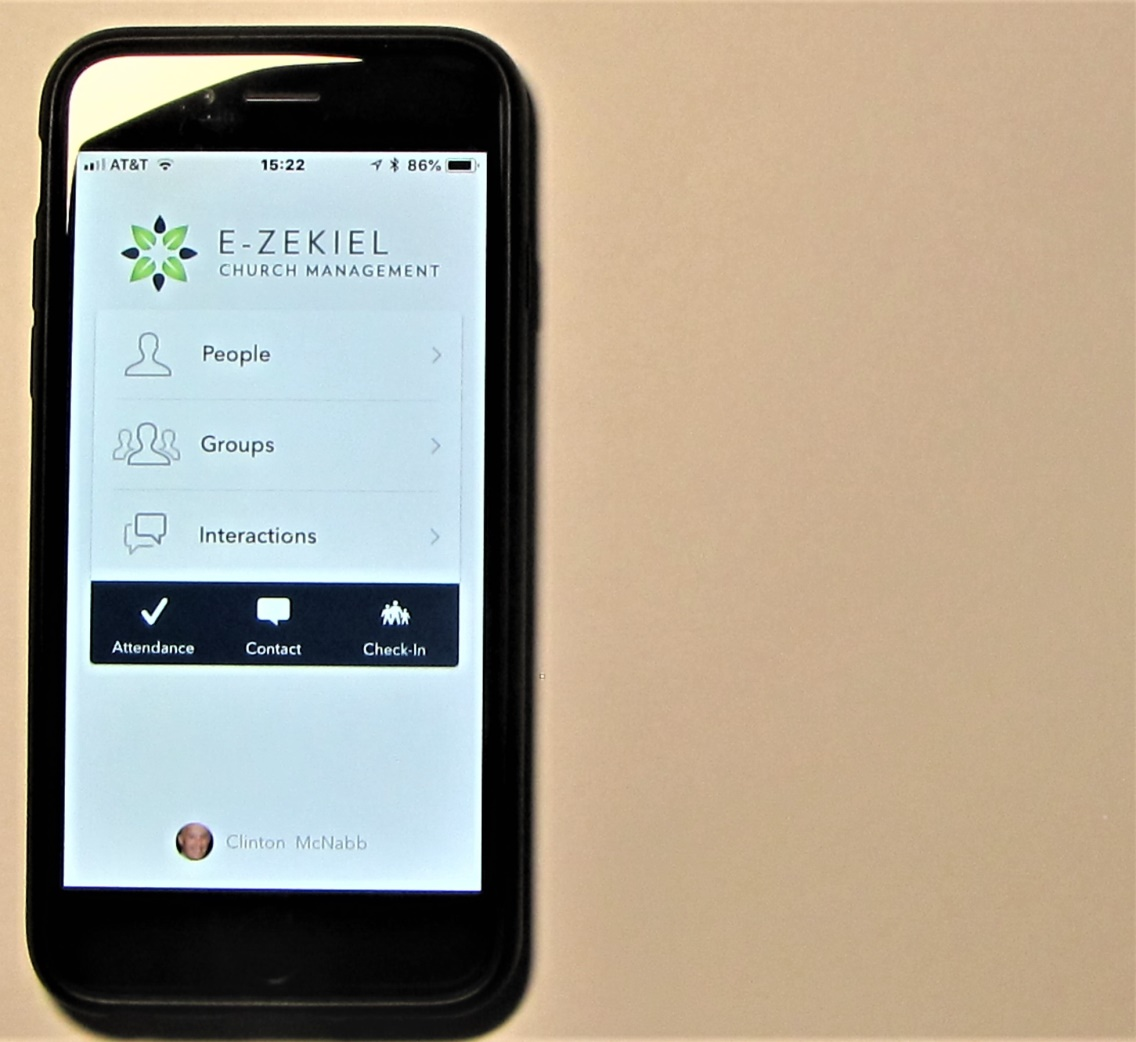 AT&T 15:22 86%
E-ZEKIEL
CHURCH MANAGEMENT
People
Groups
Interactions
Attendance Contact Check-In
Clinton McNabb